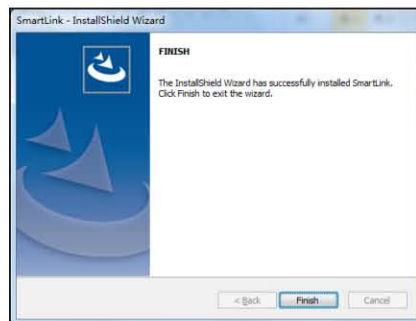 SmartLink - InstallShield Wizard
FINISH
The InstallShield Wizard has successfully installed SmartLink.
Click Finish to exit the wizard.
< Back
Finish
Cancel